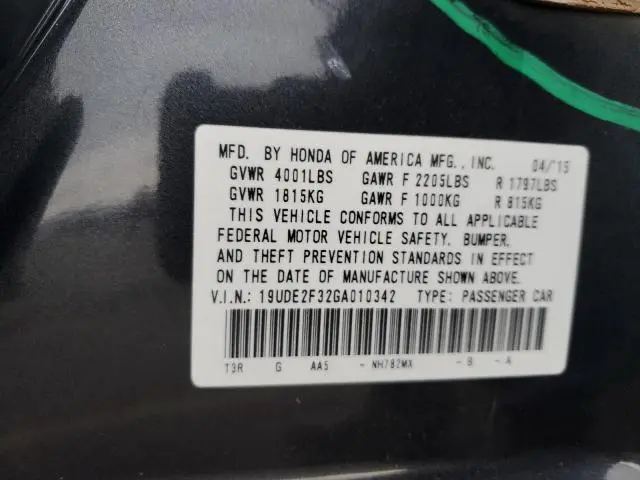 MFD. BY HONDA OF AMERICA MFG., INC. 04/'15
GVWR 4001LBS GAWR F 2205LBS R 1797LBS
GVWR 1815KG GAWR F 1000KG R 815KG
THIS VEHICLE CONFORMS TO ALL APPLICABLE
FEDERAL MOTOR VEHICLE SAFETY, BUMPER,
AND THEFT PREVENTION STANDARDS IN EFFECT
ON THE DATE OF MANUFACTURE SHOWN ABOVE.
V.I.N.: 19UDE2F32GA010342 TYPE: PASSENGER CAR
T3R G AA5 - NH782MX - B - A